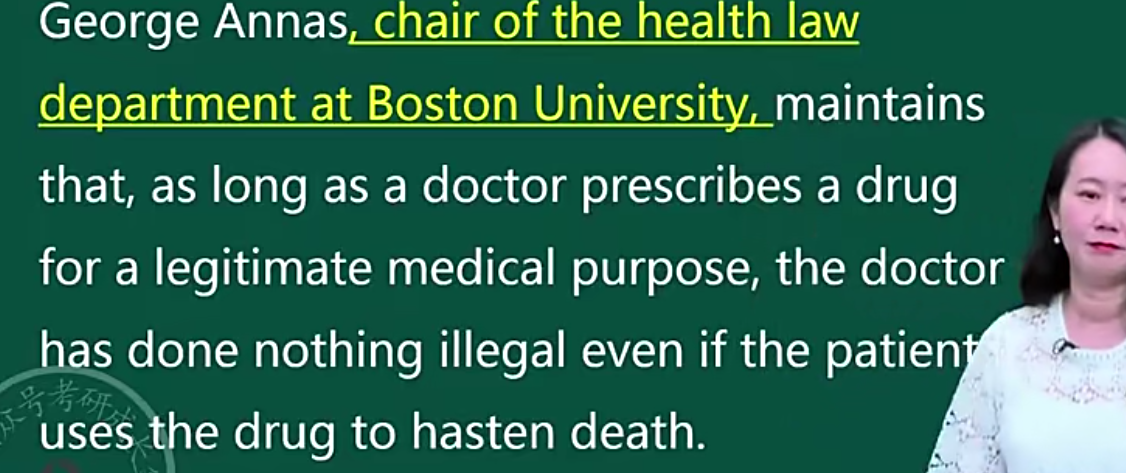 George Annas, chair of the health law
department at Boston University, maintains
that, as long as a doctor prescribes a drug
for a legitimate medical purpose, the doctor
has done nothing illegal even if the patient
uses the drug to hasten death.
众号考研